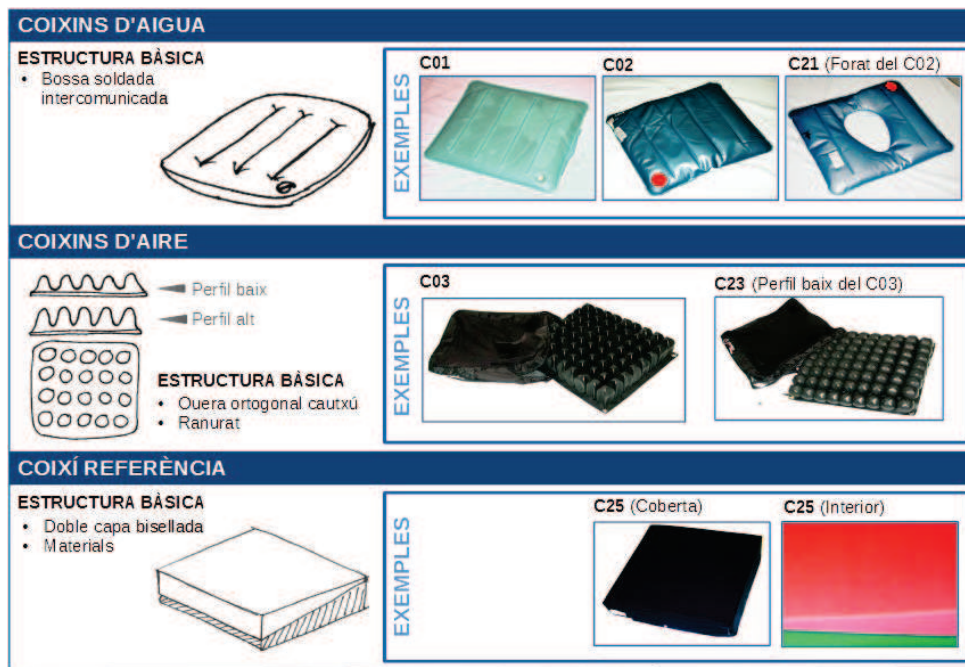 COIXINS D'AIGUA
ESTRUCTURA BÀSICA
• Bossa soldada
intercomunicada
EXEMPLES
C01
C02
C21 (Forat del C02)
COIXINS D'AIRE
Perfil baix
Perfil alt
ESTRUCTURA BÀSICA
• Ouera ortogonal cautxú
• Ranurat
EXEMPLES
C03
C23 (Perfil baix del C03)
COIXÍ REFERÈNCIA
ESTRUCTURA BÀSICA
• Doble capa bisellada
• Materials
EXEMPLES
C25 (Coberta)
C25 (Interior)